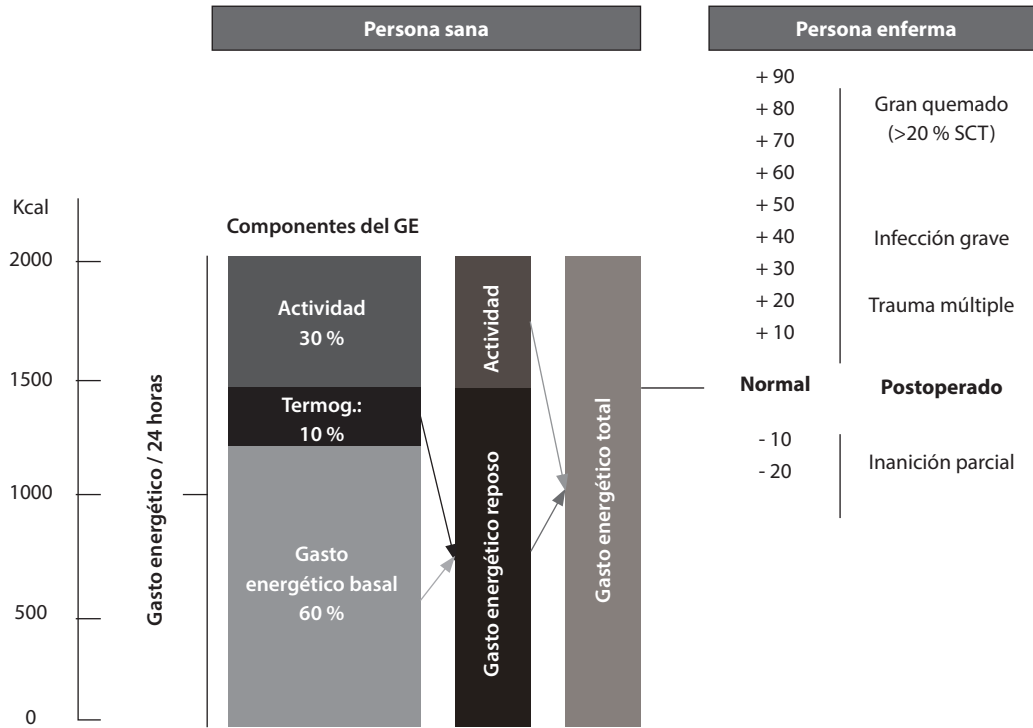 Persona sana
Persona enferma
Kcal
2000
1500
1000
500
0
Gasto energético / 24 horas
Componentes del GE
Actividad
30 %
Termog.:
10 %
Gasto
energético basal
60 %
Actividad
Gasto energético reposo
Gasto energético total
+ 90
+ 80
+ 70
+ 60
+ 50
+ 40
+ 30
+ 20
+ 10
Normal
- 10
- 20
Gran quemado
(>20 % SCT)
Infección grave
Trauma múltiple
Postoperado
Inanición parcial